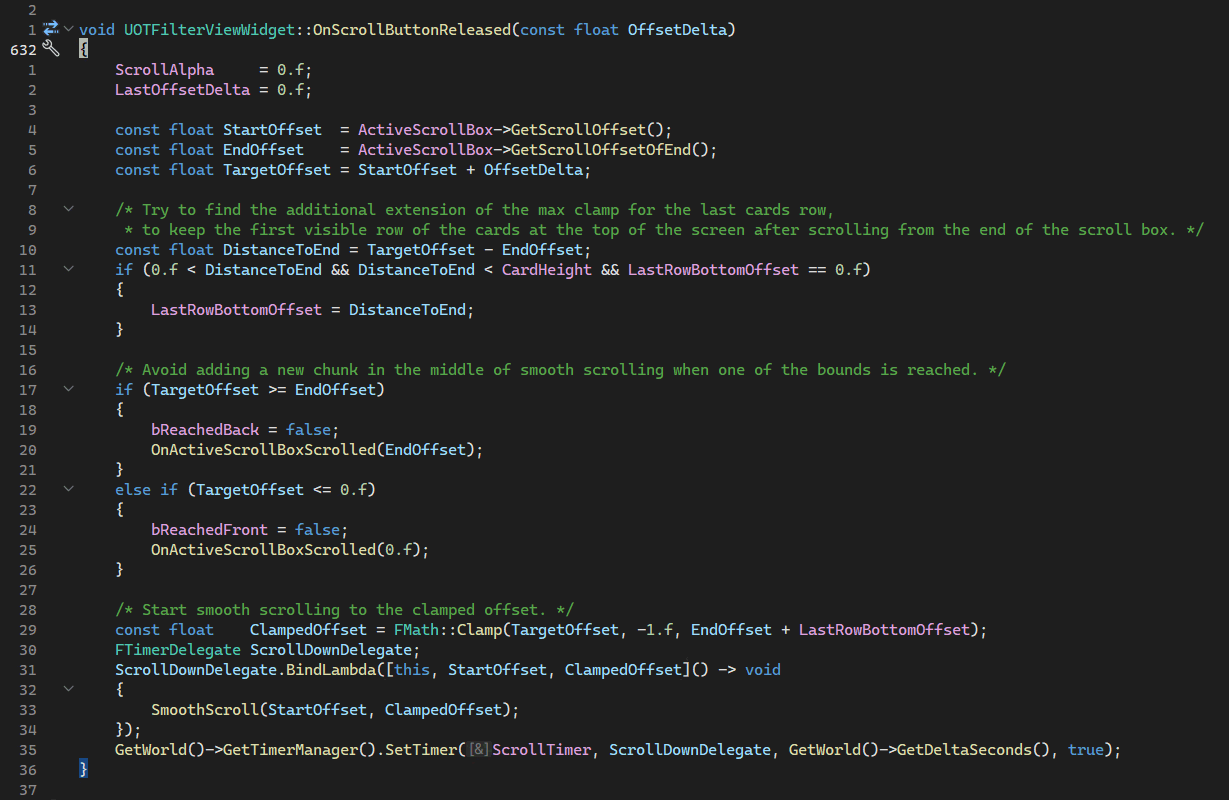 2
1 void UOTFilterViewWidget::OnScrollButtonReleased(const float OffsetDelta)
632 {
1 ScrollAlpha     = 0.f;
2 LastOffsetDelta = 0.f;
3
4 const float StartOffset  = ActiveScrollBox->GetScrollOffset();
5 const float EndOffset    = ActiveScrollBox->GetScrollOffsetOfEnd();
6 const float TargetOffset = StartOffset + OffsetDelta;
7
8 /* Try to find the additional extension of the max clamp for the last cards row,
9 * to keep the first visible row of the cards at the top of the screen after scrolling from the end of the scroll box. */
10 const float DistanceToEnd = TargetOffset - EndOffset;
11 if (0.f < DistanceToEnd && DistanceToEnd < CardHeight && LastRowBottomOffset == 0.f)
12 {
13 LastRowBottomOffset = DistanceToEnd;
14 }
15
16 /* Avoid adding a new chunk in the middle of smooth scrolling when one of the bounds is reached. */
17 if (TargetOffset >= EndOffset)
18 {
19 bReachedBack = false;
20 OnActiveScrollBoxScrolled(EndOffset);
21 }
22 else if (TargetOffset <= 0.f)
23 {
24 bReachedFront = false;
25 OnActiveScrollBoxScrolled(0.f);
26 }
27
28 /* Start smooth scrolling to the clamped offset. */
29 const float    ClampedOffset = FMath::Clamp(TargetOffset, -1.f, EndOffset + LastRowBottomOffset);
30 FTimerDelegate ScrollDownDelegate;
31 ScrollDownDelegate.BindLambda([this, StartOffset, ClampedOffset]() -> void
32 {
33 SmoothScroll(StartOffset, ClampedOffset);
34 });
35 GetWorld()->GetTimerManager().SetTimer([&]ScrollTimer, ScrollDownDelegate, GetWorld()->GetDeltaSeconds(), true);
36 }
37